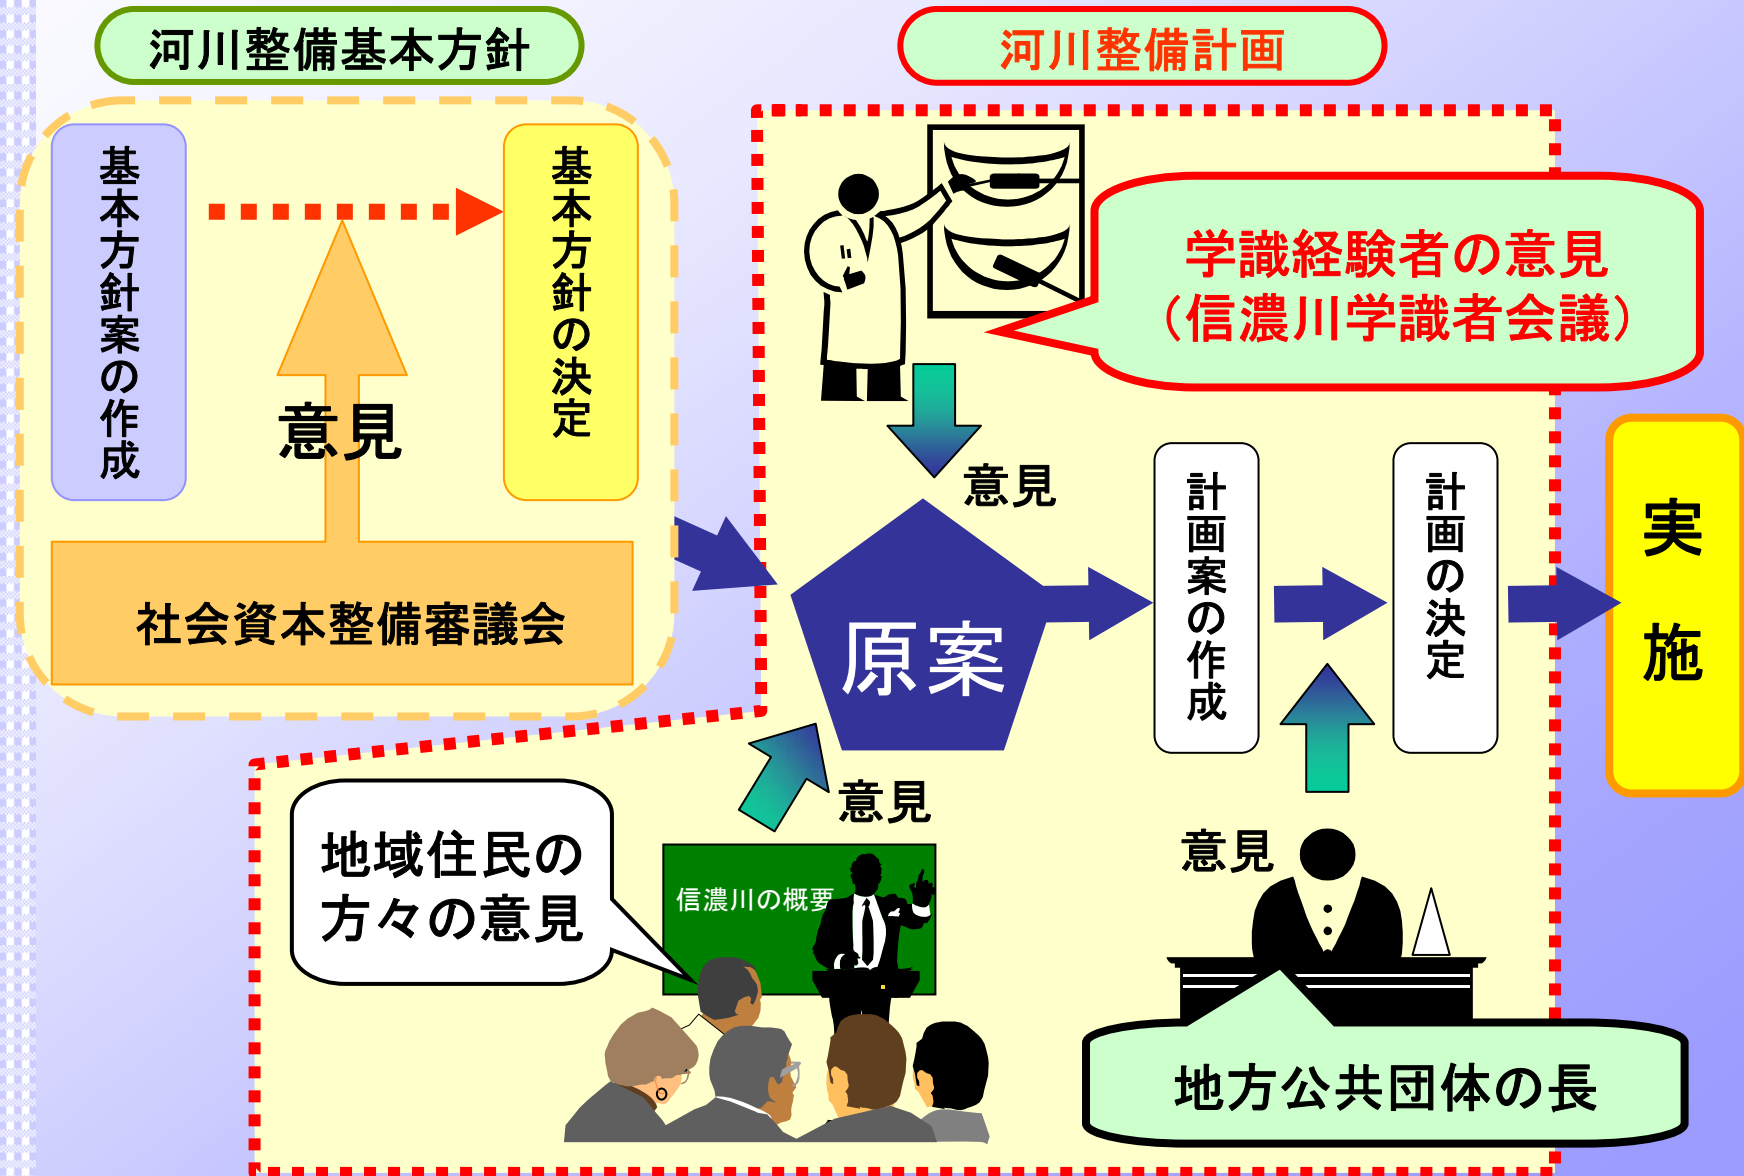 河川整備基本方針
河川整備計画
基本方針案の作成
基本方針の決定
意見
社会資本整備審議会
学識経験者の意見
（信濃川学識者会議）
意見
原案
計画案の作成
計画の決定
実施
意見
地域住民の
方々の意見
信濃川の概要
意見
地方公共団体の長